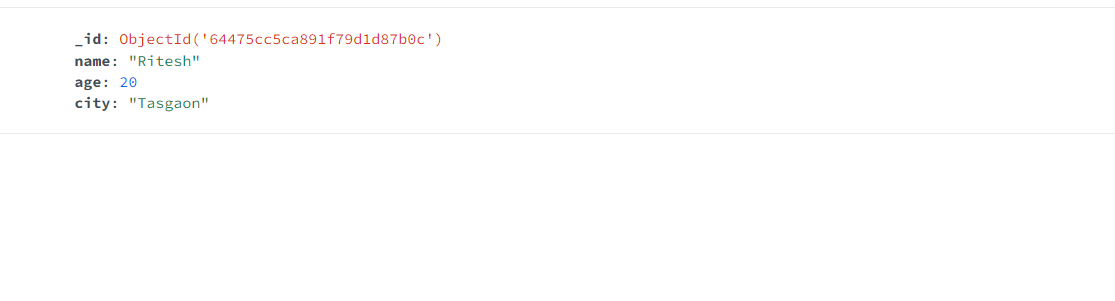 _id: ObjectId('64475cc5ca891f79d1d87b0c')
name: "Ritesh"
age: 20
city: "Tasgaon"